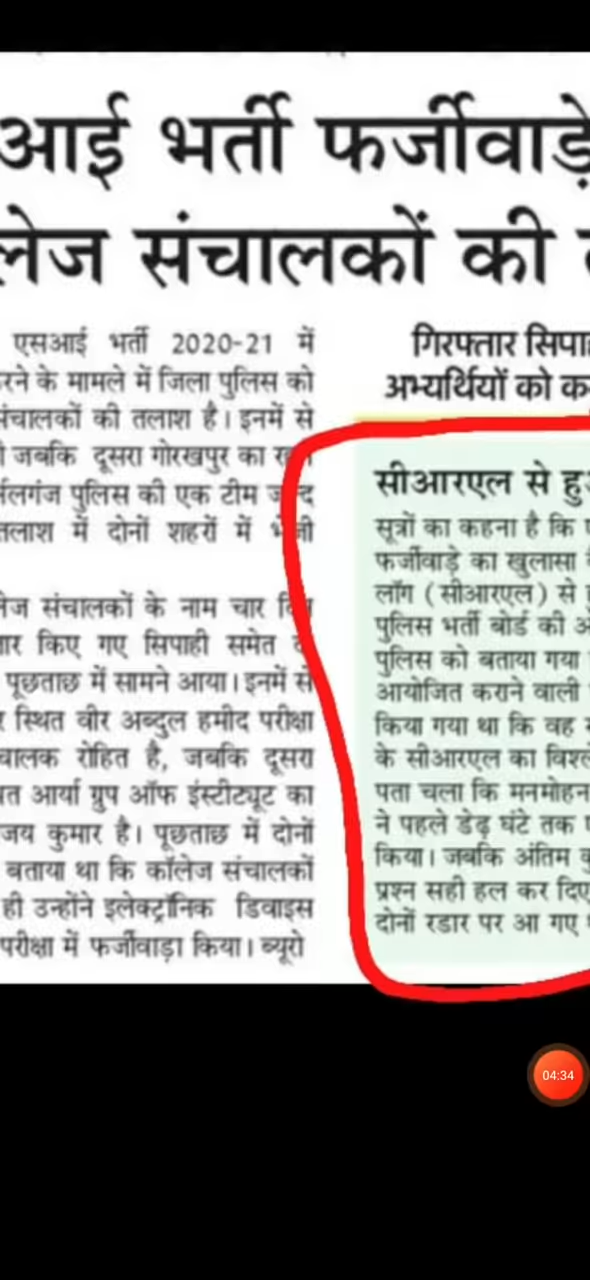 आई भर्ती फर्जीवाड़े
लेज संचालकों की
एसआई भर्ती 2020-21 में
रने के मामले में जिला पुलिस को
संचालकों की तलाश है। इनमें से
जबकि दूसरा गोरखपुर का
लगंज पुलिस की एक टीम
तलाश में दोनों शहरों में
लेज संचालकों के नाम चार
ार किए गए सिपाही समेत
पूछताछ में सामने आया। इनमें से
स्थित वीर अब्दुल हमीद परीक्षा
चालक रोहित है, जबकि दूसरा
त आर्या ग्रुप ऑफ इंस्टीट्यूट का
जय कुमार है। पूछताछ में दोनों
बताया था कि कॉलेज संचालकों
ही उन्होंने इलेक्ट्रॉनिक डिवाइस
परीक्षा में फर्जीवाड़ा किया। ब्यूरो
गिरफ्तार सिपा
अभ्यर्थियों को क
सीआरएल से हु
सूत्रों का कहना है कि
फर्जीवाड़े का खुलासा
लॉग (सीआरएल) से
पुलिस भर्ती बोर्ड की
पुलिस को बताया गया
आयोजित कराने वाली
किया गया था कि वह
के सीआरएल का विश्ले
पता चला कि मनमोहन
ने पहले डेढ़ घंटे तक
किया। जबकि अंतिम
प्रश्न सही हल कर दिए
दोनों रडार पर आ गए
04:34